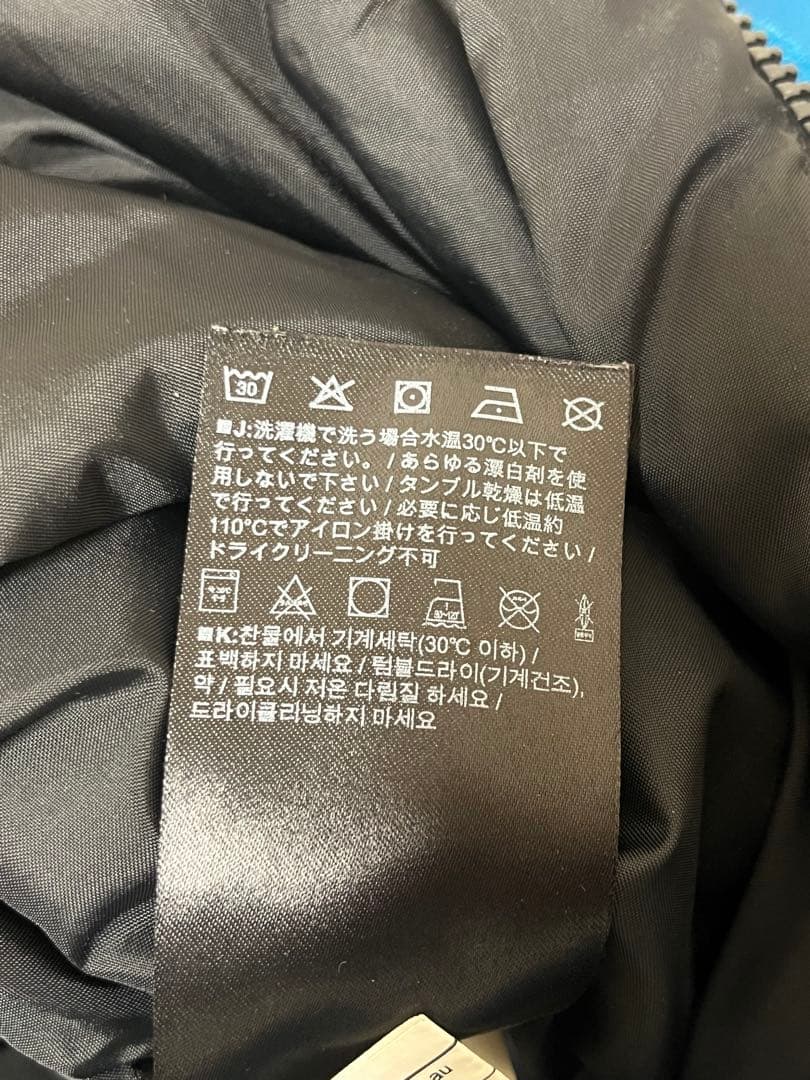 30
■J:洗濯機で洗う場合水温30℃以下で
行ってください。/あらゆる漂白剤を使
用しないで下さい/タンブル乾燥は低温
で行ってください/必要に応じ低温約
110℃でアイロン掛けを行ってください/
ドライクリーニング不可
80~120℃
■K:찬물에서 기계세탁(30℃ 이하) /
표백하지 마세요 / 텀블드라이(기계건조),
약 / 필요시 저온 다림질 하세요 /
드라이클리닝하지 마세요
au